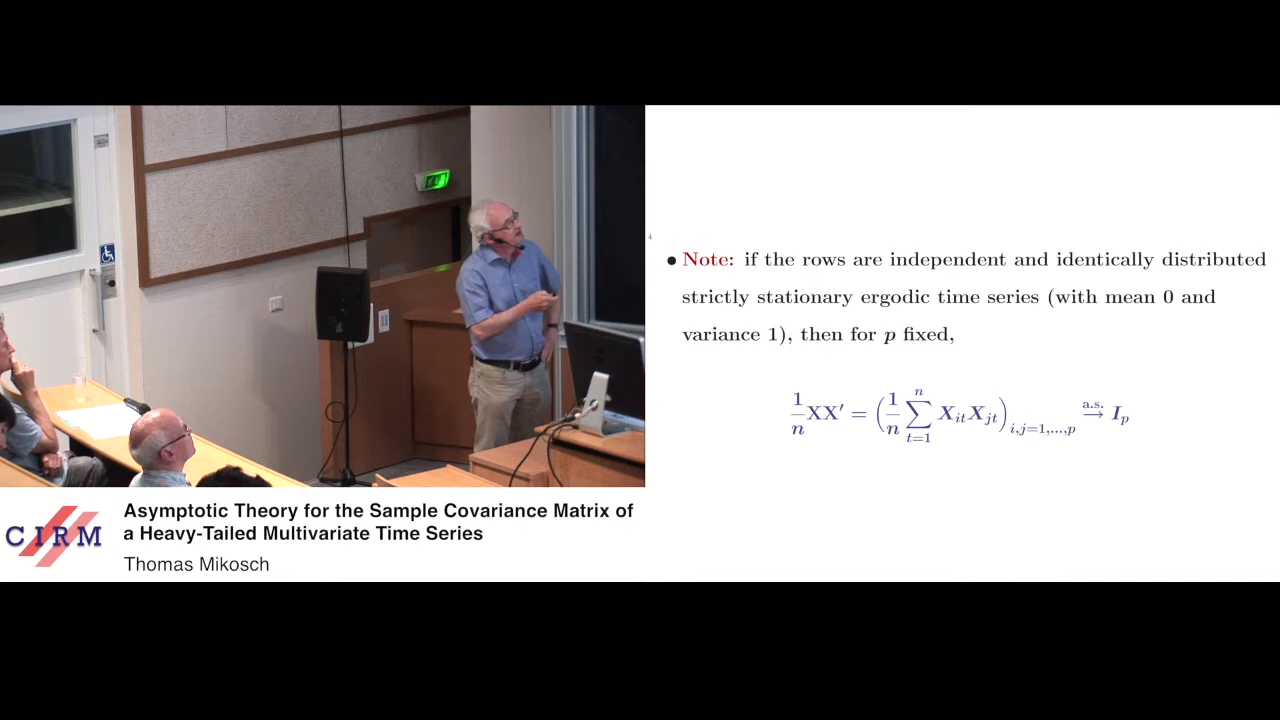 4
● Note: if the rows are independent and identically distributed
strictly stationary ergodic time series (with mean 0 and
variance 1), then for p fixed,
1/n XX′ = (1/n ∑_{t=1}^{n} X_{it}X_{jt})_{i,j=1,...,p} →^{a.s.} I_p
CIRM
Asymptotic Theory for the Sample Covariance Matrix of
a Heavy-Tailed Multivariate Time Series
Thomas Mikosch